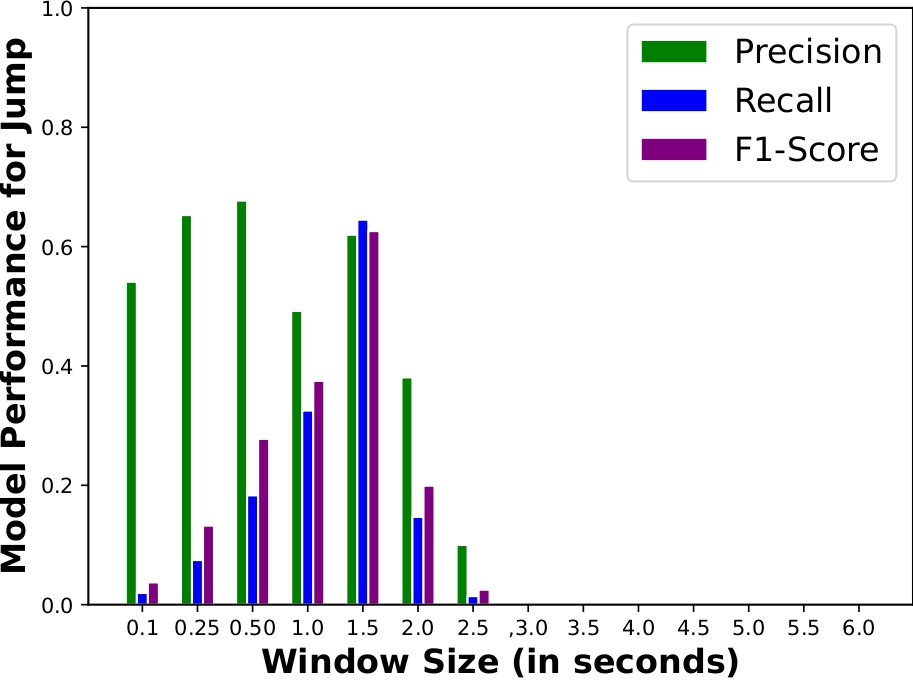 Model Performance for Jump
1.0
0.8
0.6
0.4
0.2
0.0
Precision
Recall
F1-Score
0.1 0.25 0.50 1.0 1.5 2.0 2.5 ,3.0 3.5 4.0 4.5 5.0 5.5 6.0
Window Size (in seconds)